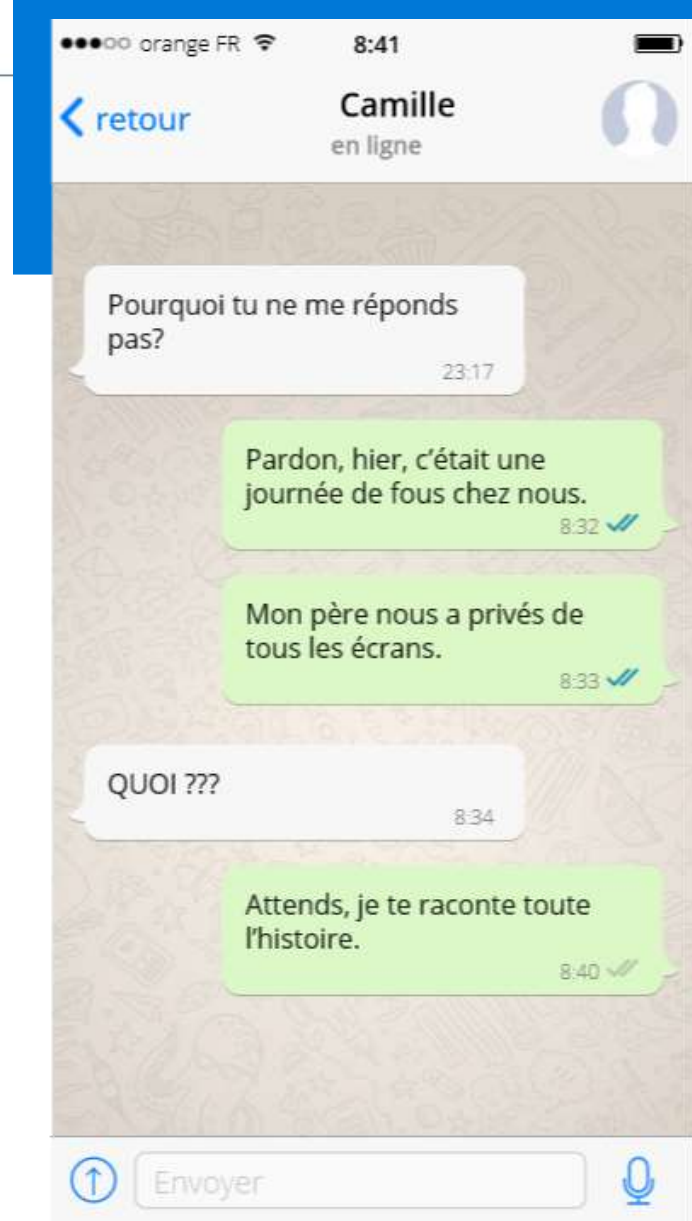 orange FR 8:41
retour
Camille
en ligne
Pourquoi tu ne me réponds
pas?
23:17
Pardon, hier, c'était une
journée de fous chez nous.
8:32
Mon père nous a privés de
tous les écrans.
8:33
QUOI ???
8:34
Attends, je te raconte toute
l'histoire.
8:40
Envoyer